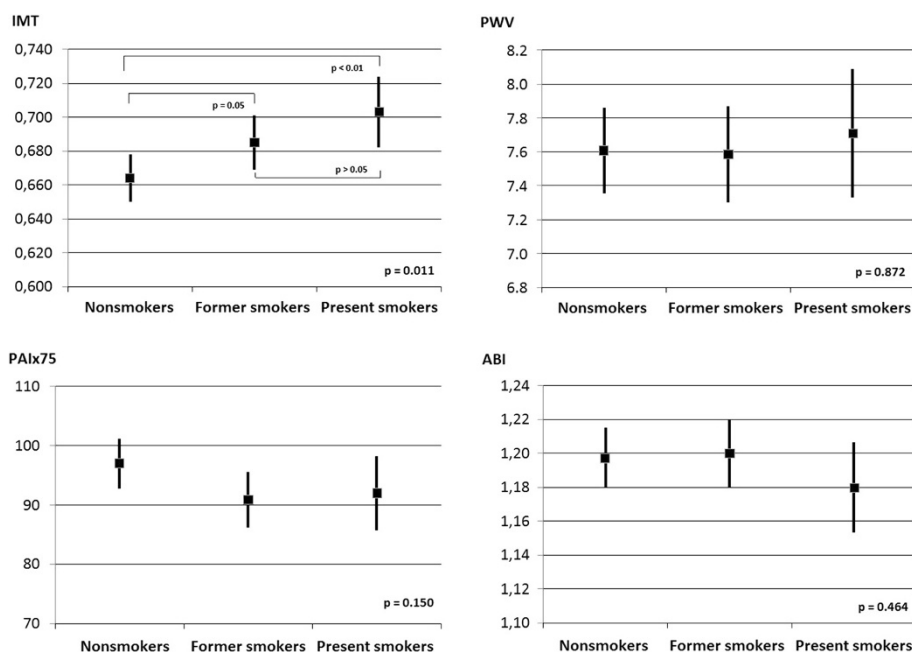 IMT
0,740
0,720
0,700
0,680
0,660
0,640
0,620
0,600
p < 0.01
p = 0.05
p > 0.05
p = 0.011
Nonsmokers Former smokers Present smokers
PWV
8.2
8.0
7.8
7.6
7.4
7.2
7.0
6.8
p = 0.872
Nonsmokers Former smokers Present smokers
PAIx75
110
100
90
80
70
p = 0.150
Nonsmokers Former smokers Present smokers
ABI
1,24
1,22
1,20
1,18
1,16
1,14
1,12
1,10
p = 0.464
Nonsmokers Former smokers Present smokers